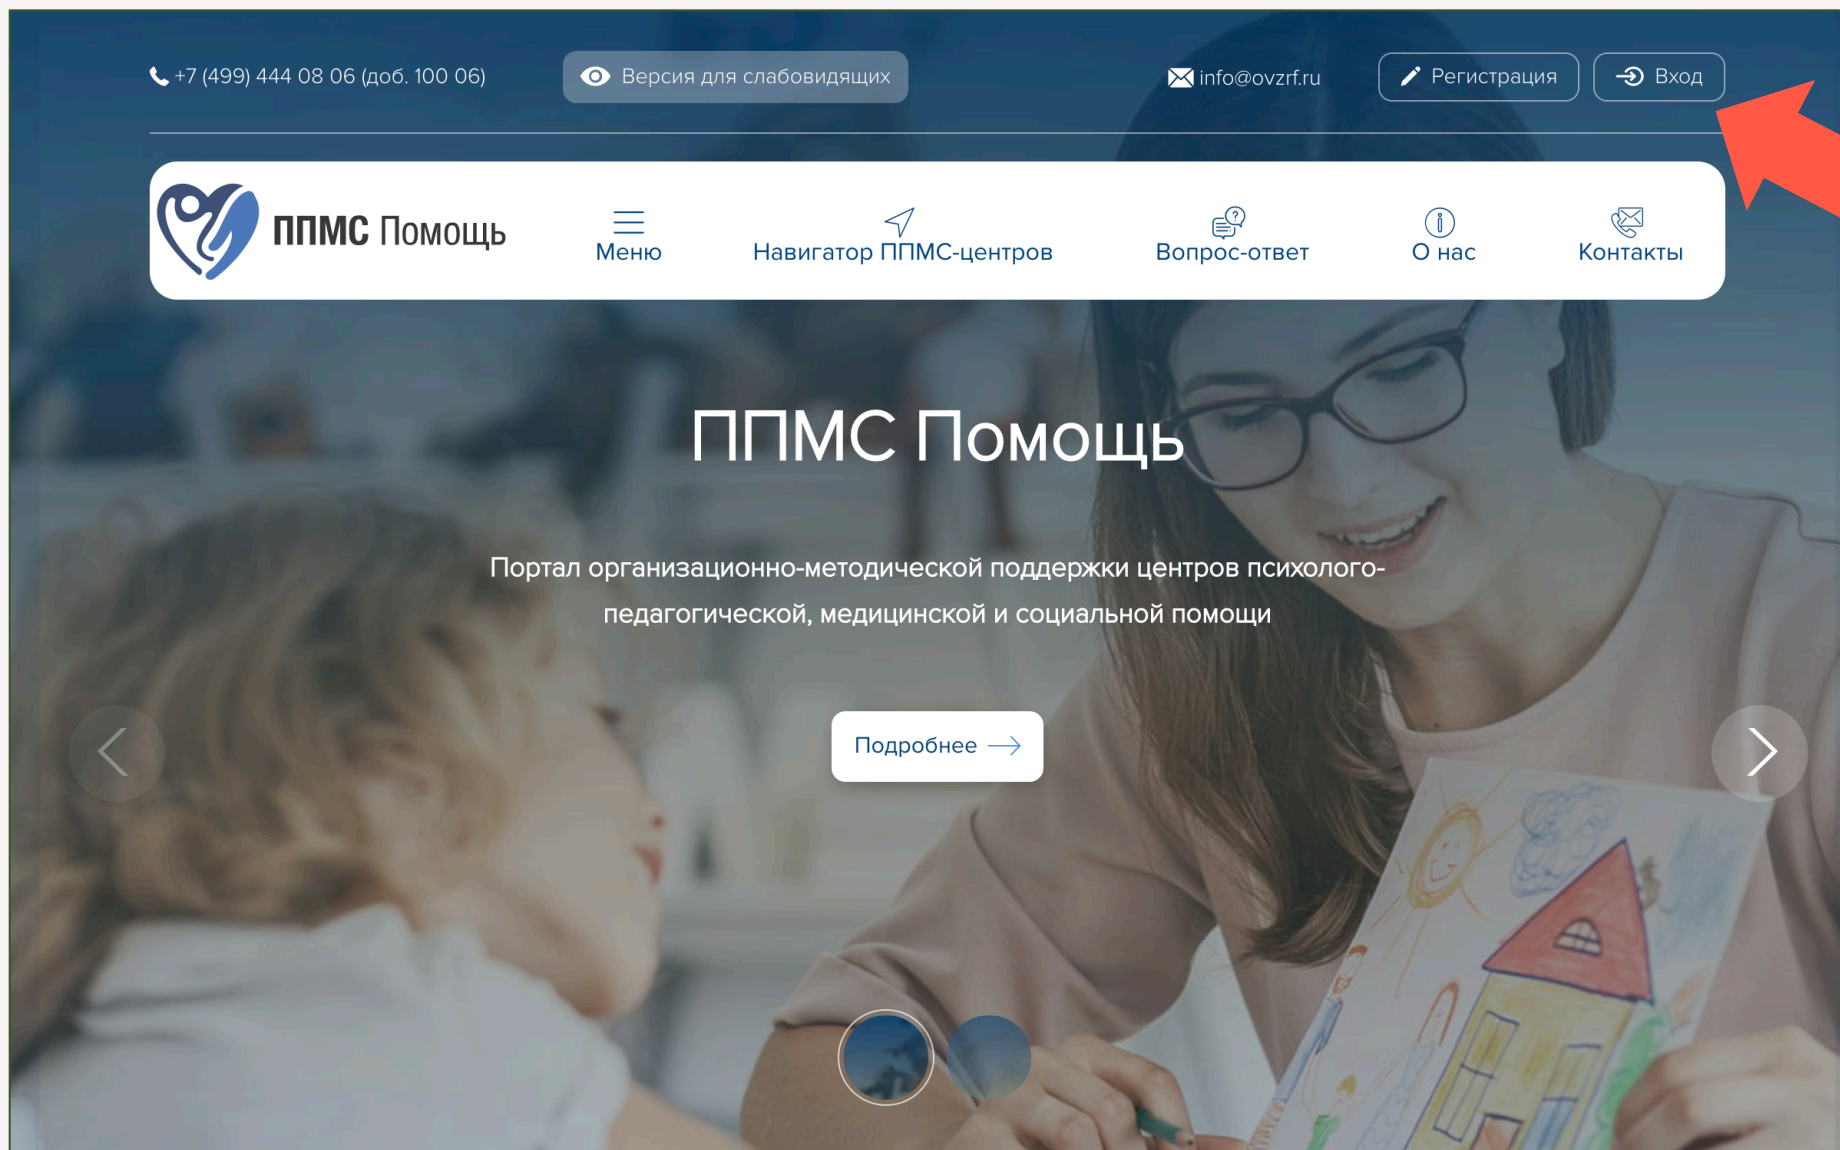 +7 (499) 444 08 06 (доб. 100 06)
Версия для слабовидящих
info@ovzrf.ru
Регистрация
Вход
ППМС Помощь
Меню
Навигатор ППМС-центров
Вопрос-ответ
О нас
Контакты
ППМС Помощь
Портал организационно-методической поддержки центров психолого-
педагогической, медицинской и социальной помощи
Подробнее